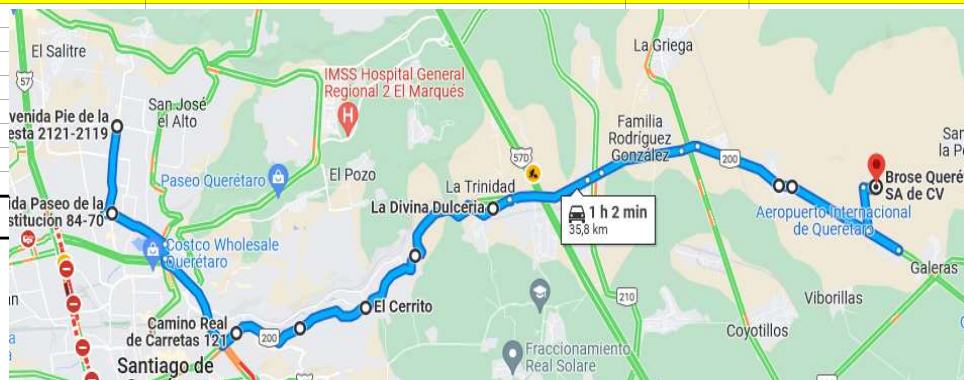 La Griega
El Salitre
57
IMSS Hospital General
Regional 2 El Marqués
H
San José
el Alto
venida Pie de la
esta 2121-2119
Familia
Rodríguez
González
57D
200
Paseo Querétaro
El Pozo
La Trinidad
La Divina Dulcería
Brose Queré
SA de CV
1 h 2 min
35,8 km
da Paseo de la
stitución 84-70
Aeropuerto Internacional
de Querétaro
Costco Wholesale
Querétaro
Galeras
El Cerrito
210
Viborillas
Camino Real
de Carretas 121
200
Coyotillos
Fraccionamiento
Real Solare
Santiago de